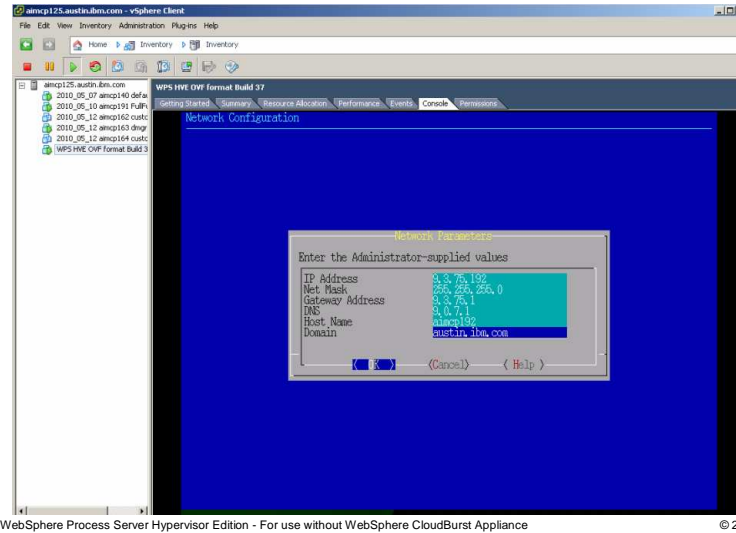 aimcp125.austin.ibm.com - vSphere Client
File Edit View Inventory Administration Plug-ins Help
Home Inventory Inventory
aimcp125.austin.ibm.com
2010_05_07 aimcp140 defau
2010_05_10 aimcp191 FullFu
2010_05_12 aimcp162 custo
2010_05_12 aimcp163 dmgr
2010_05_12 aimcp164 custo
WPS HVE OVF format Build 3
WPS HVE OVF format Build 37
Getting Started Summary Resource Allocation Performance Events Console Permissions
Network Configuration
Network Parameters
Enter the Administrator-supplied values
IP Address 9.3.75.192
Net Mask 255.255.255.0
Gateway Address 9.3.75.1
DNS 9.0.7.1
Host Name aimcp192
Domain austin.ibm.com
< OK > <Cancel> < Help >
WebSphere Process Server Hypervisor Edition - For use without WebSphere CloudBurst Appliance © 2